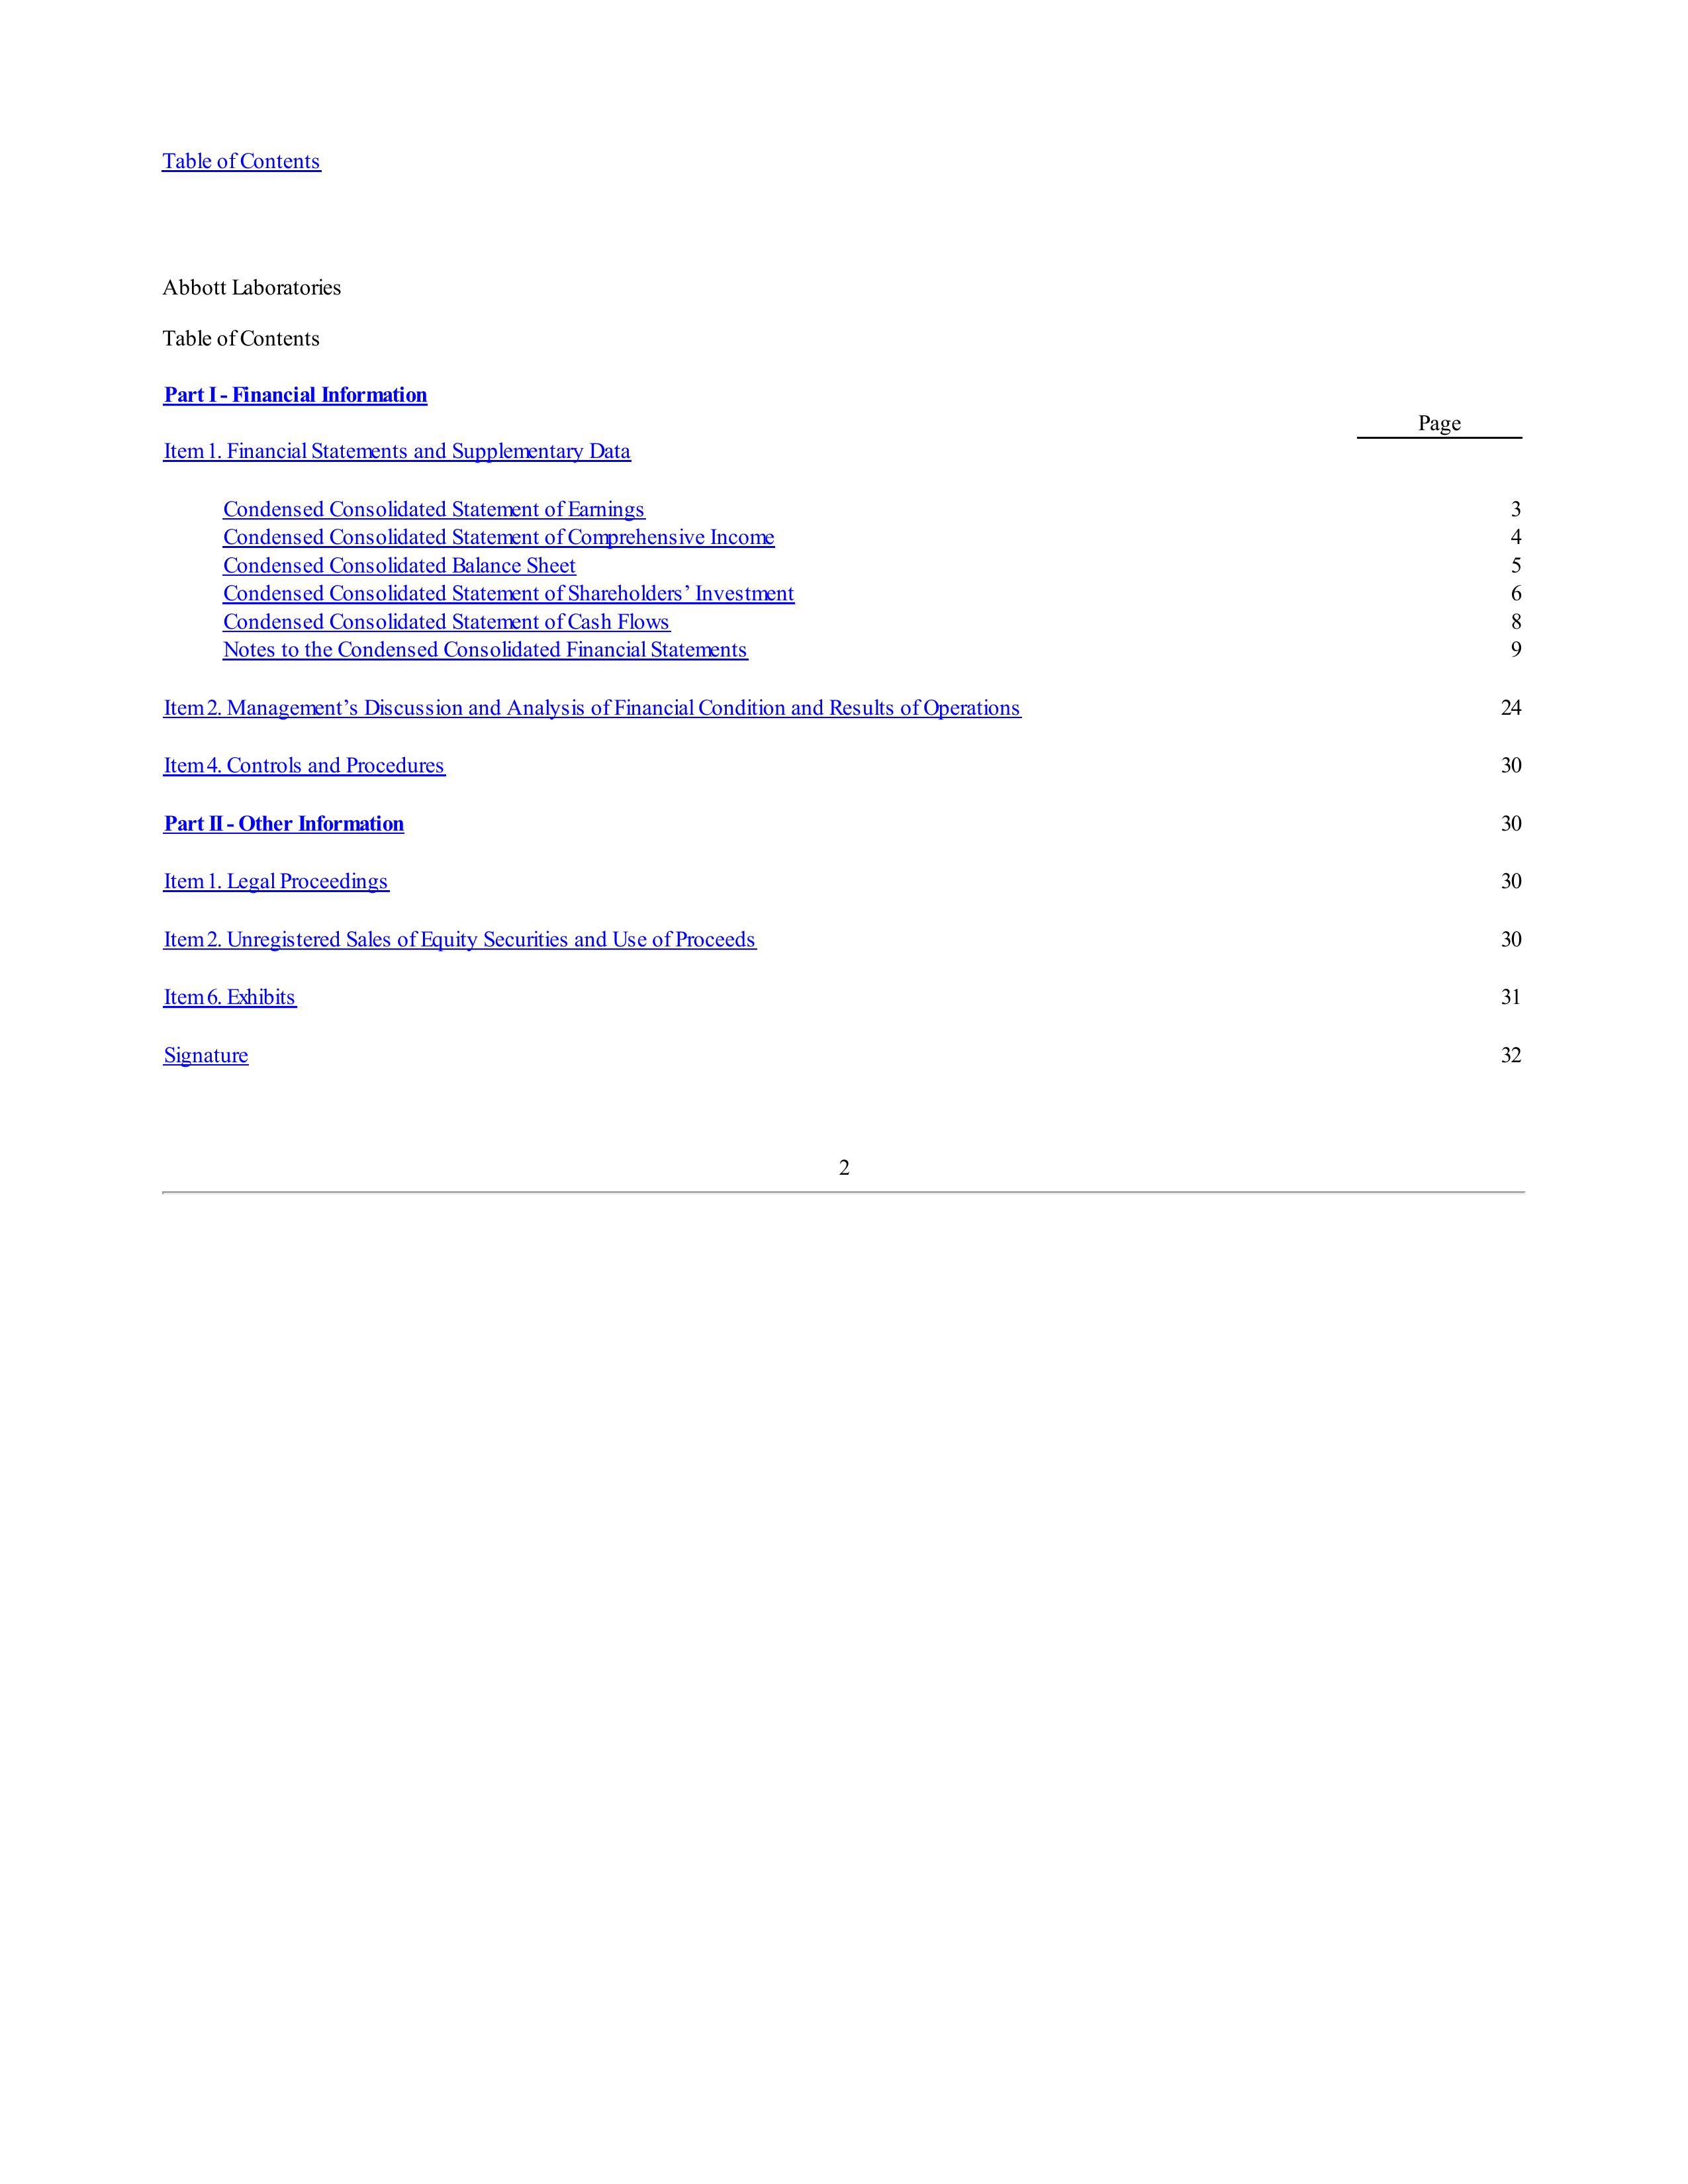 Table of Contents
Abbott Laboratories
Table of Contents
Part I - Financial Information
Page
Item 1. Financial Statements and Supplementary Data
Condensed Consolidated Statement of Earnings 3
Condensed Consolidated Statement of Comprehensive Income 4
Condensed Consolidated Balance Sheet 5
Condensed Consolidated Statement of Shareholders’ Investment 6
Condensed Consolidated Statement of Cash Flows 8
Notes to the Condensed Consolidated Financial Statements 9
Item 2. Management’s Discussion and Analysis of Financial Condition and Results of Operations 24
Item 4. Controls and Procedures 30
Part II - Other Information 30
Item 1. Legal Proceedings 30
Item 2. Unregistered Sales of Equity Securities and Use of Proceeds 30
Item 6. Exhibits 31
Signature 32
2